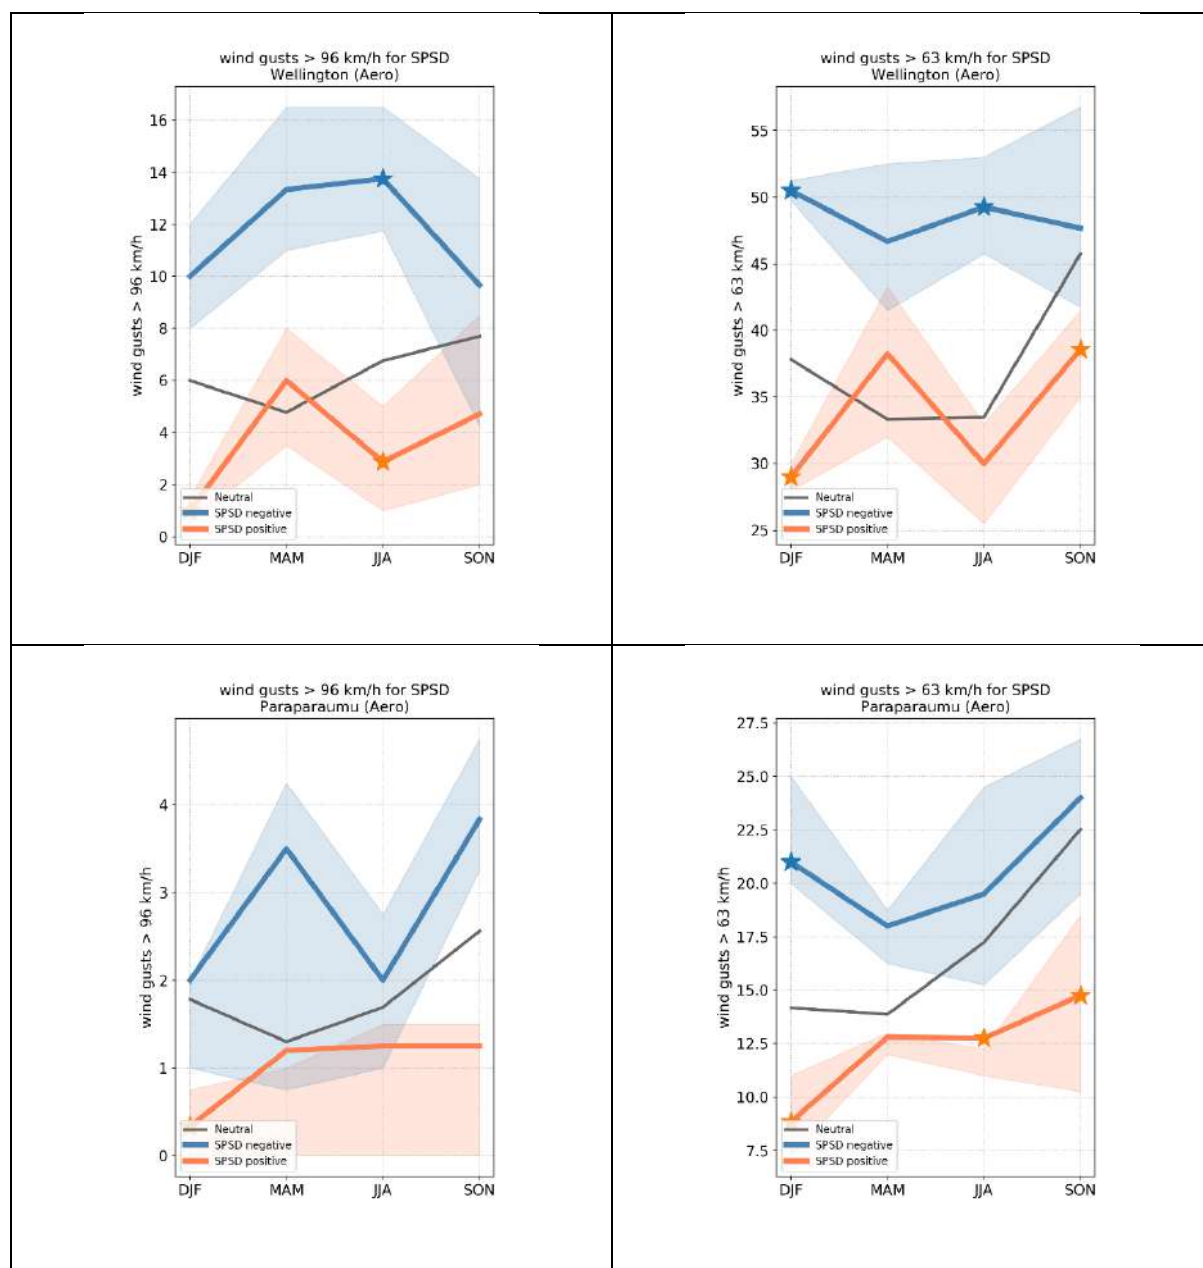 wind gusts > 96 km/h for SPSD
Wellington (Aero)
wind gusts > 96 km/h
16
14
12
10
8
6
4
2
0
Neutral
SPSD negative
SPSD positive
DJF MAM JJA SON
wind gusts > 63 km/h for SPSD
Wellington (Aero)
wind gusts > 63 km/h
55
50
45
40
35
30
25
Neutral
SPSD negative
SPSD positive
DJF MAM JJA SON
wind gusts > 96 km/h for SPSD
Paraparaumu (Aero)
wind gusts > 96 km/h
4
3
2
1
0
Neutral
SPSD negative
SPSD positive
DJF MAM JJA SON
wind gusts > 63 km/h for SPSD
Paraparaumu (Aero)
wind gusts > 63 km/h
27.5
25.0
22.5
20.0
17.5
15.0
12.5
10.0
7.5
Neutral
SPSD negative
SPSD positive
DJF MAM JJA SON